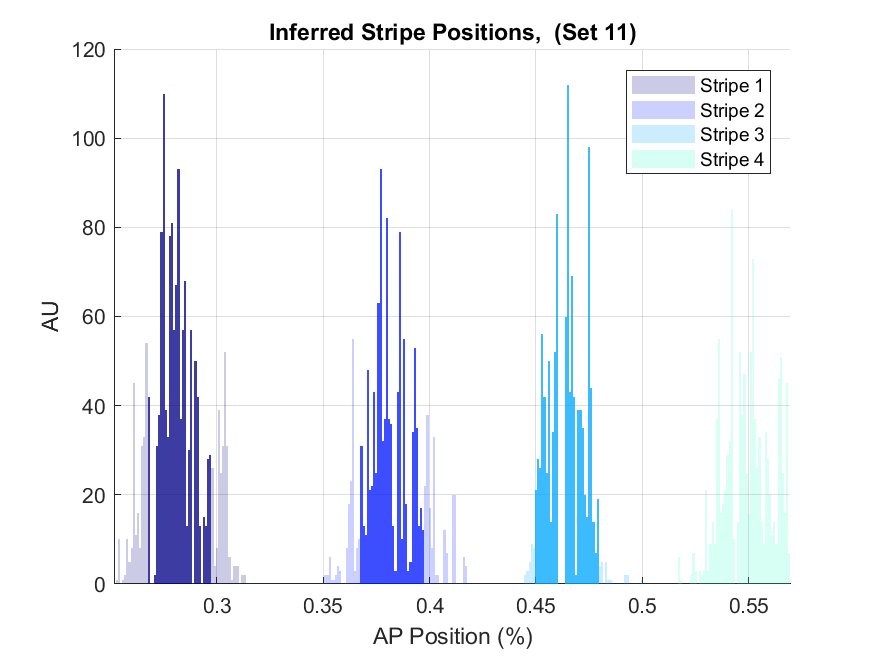 Inferred Stripe Positions,  (Set 11)
120
100
80
60
40
20
0
AU
Stripe 1
Stripe 2
Stripe 3
Stripe 4
0.3 0.35 0.4 0.45 0.5 0.55
AP Position (%)